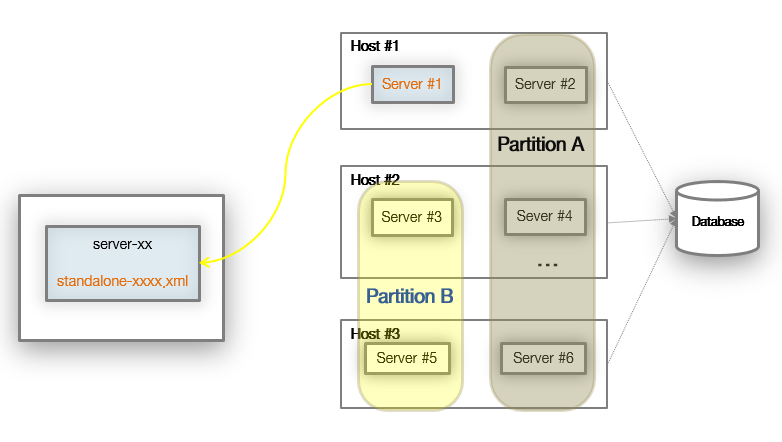 Host #1
Server #1
Server #2
Partition A
Host #2
Server #3
Sever #4
...
Partition B
Host #3
Server #5
Server #6
Database
server-xx
standalone-xxxx,xml